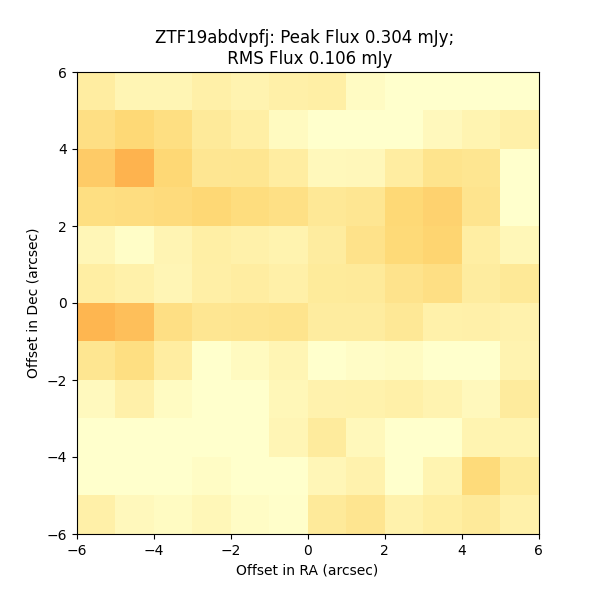 ZTF19abdvpfj: Peak Flux 0.304 mJy;
RMS Flux 0.106 mJy
6
4
2
0
−2
−4
−6
Offset in Dec (arcsec)
−6 −4 −2 0 2 4 6
Offset in RA (arcsec)